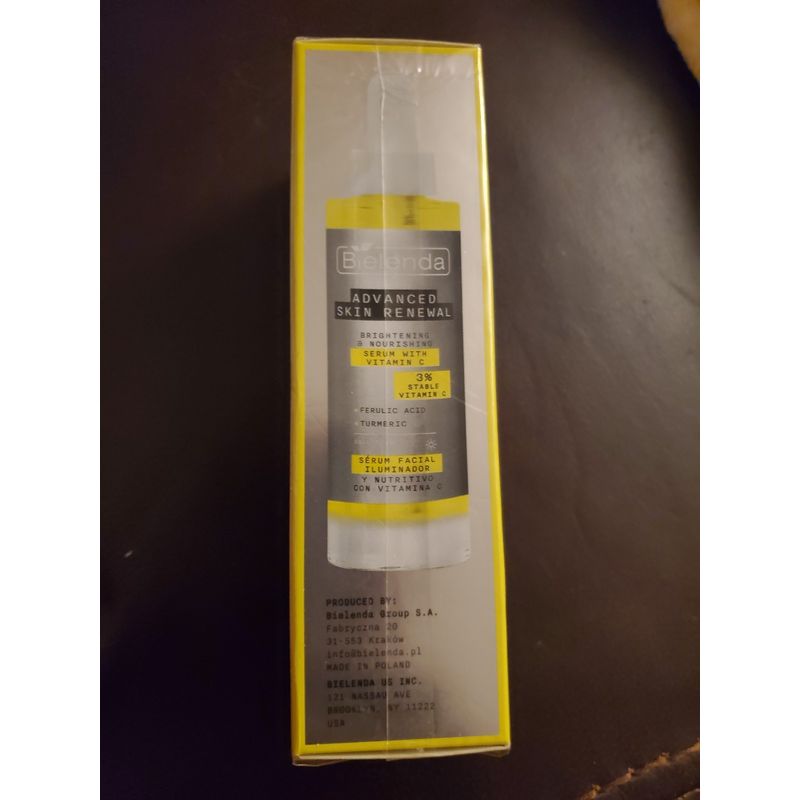 Bielenda
ADVANCED
SKIN RENEWAL
BRIGHTENING
& NOURISHING
SERUM WITH
VITAMIN C
3%
STABLE
VITAMIN C
• FERULIC ACID
• TURMERIC
SÉRUM FACIAL
ILUMINADOR
Y NUTRITIVO
CON VITAMINA C
PRODUCED BY:
Bielenda Group S.A.
Fabryczna 20
31-553 Kraków
info@bielenda.pl
MADE IN POLAND
BIELENDA US INC.
121 NASSAU AVE
BROOKLYN, NY 11222
USA